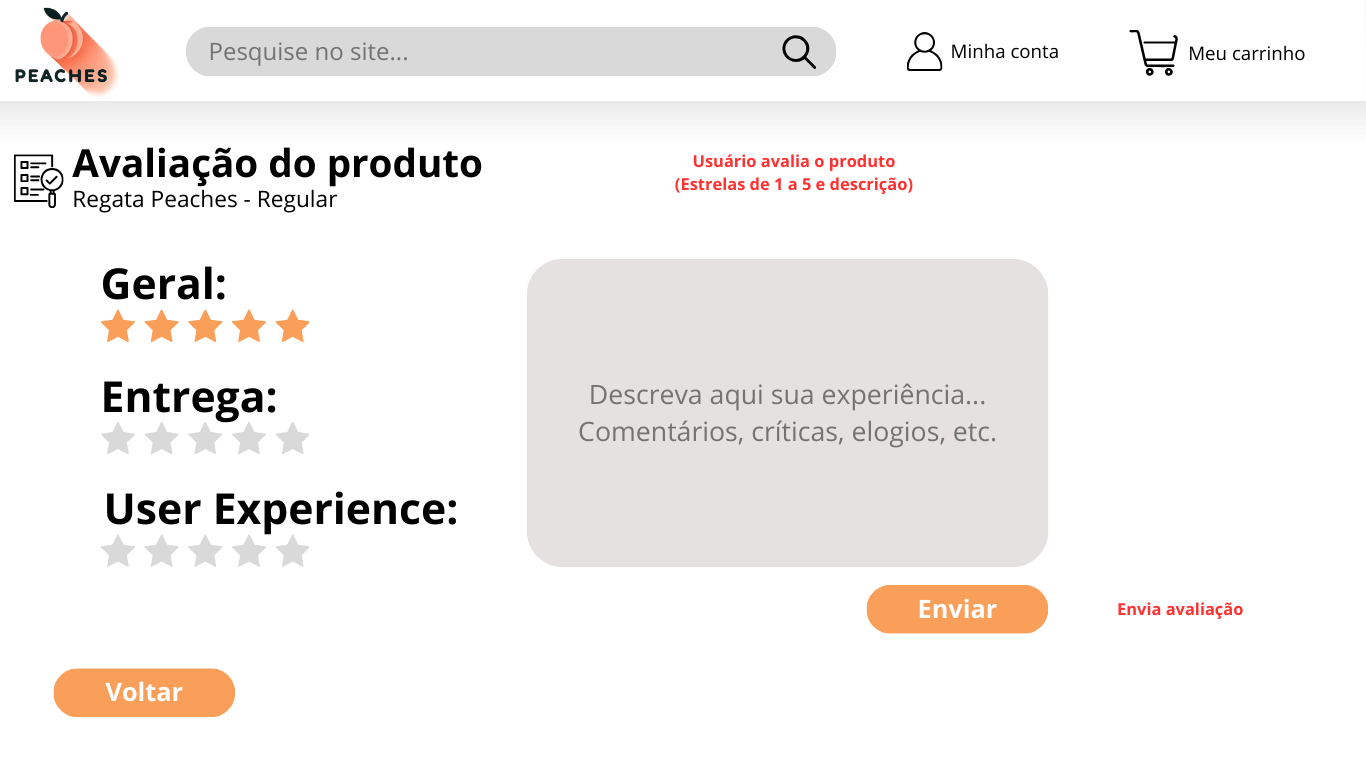 PEACHES
Pesquise no site...
Minha conta
Meu carrinho
Avaliação do produto
Regata Peaches - Regular
Usuário avalia o produto
(Estrelas de 1 a 5 e descrição)
Geral:
Entrega:
User Experience:
Descreva aqui sua experiência...
Comentários, críticas, elogios, etc.
Enviar
Envia avaliação
Voltar